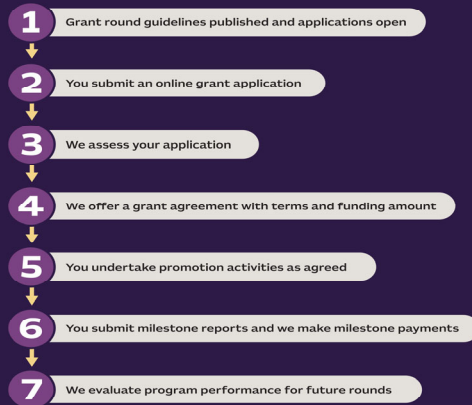 1 Grant round guidelines published and applications open
2 You submit an online grant application
3 We assess your application
4 We offer a grant agreement with terms and funding amount
5 You undertake promotion activities as agreed
6 You submit milestone reports and we make milestone payments
7 We evaluate program performance for future rounds